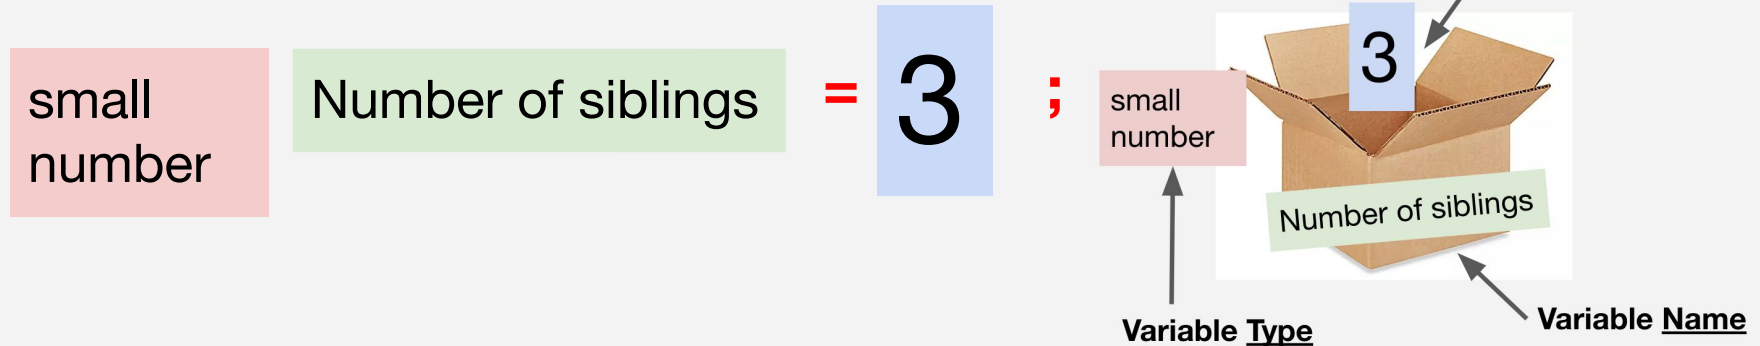 small
number
Number of siblings
=
3
;
3
small
number
Number of siblings
Variable Type
Variable Name